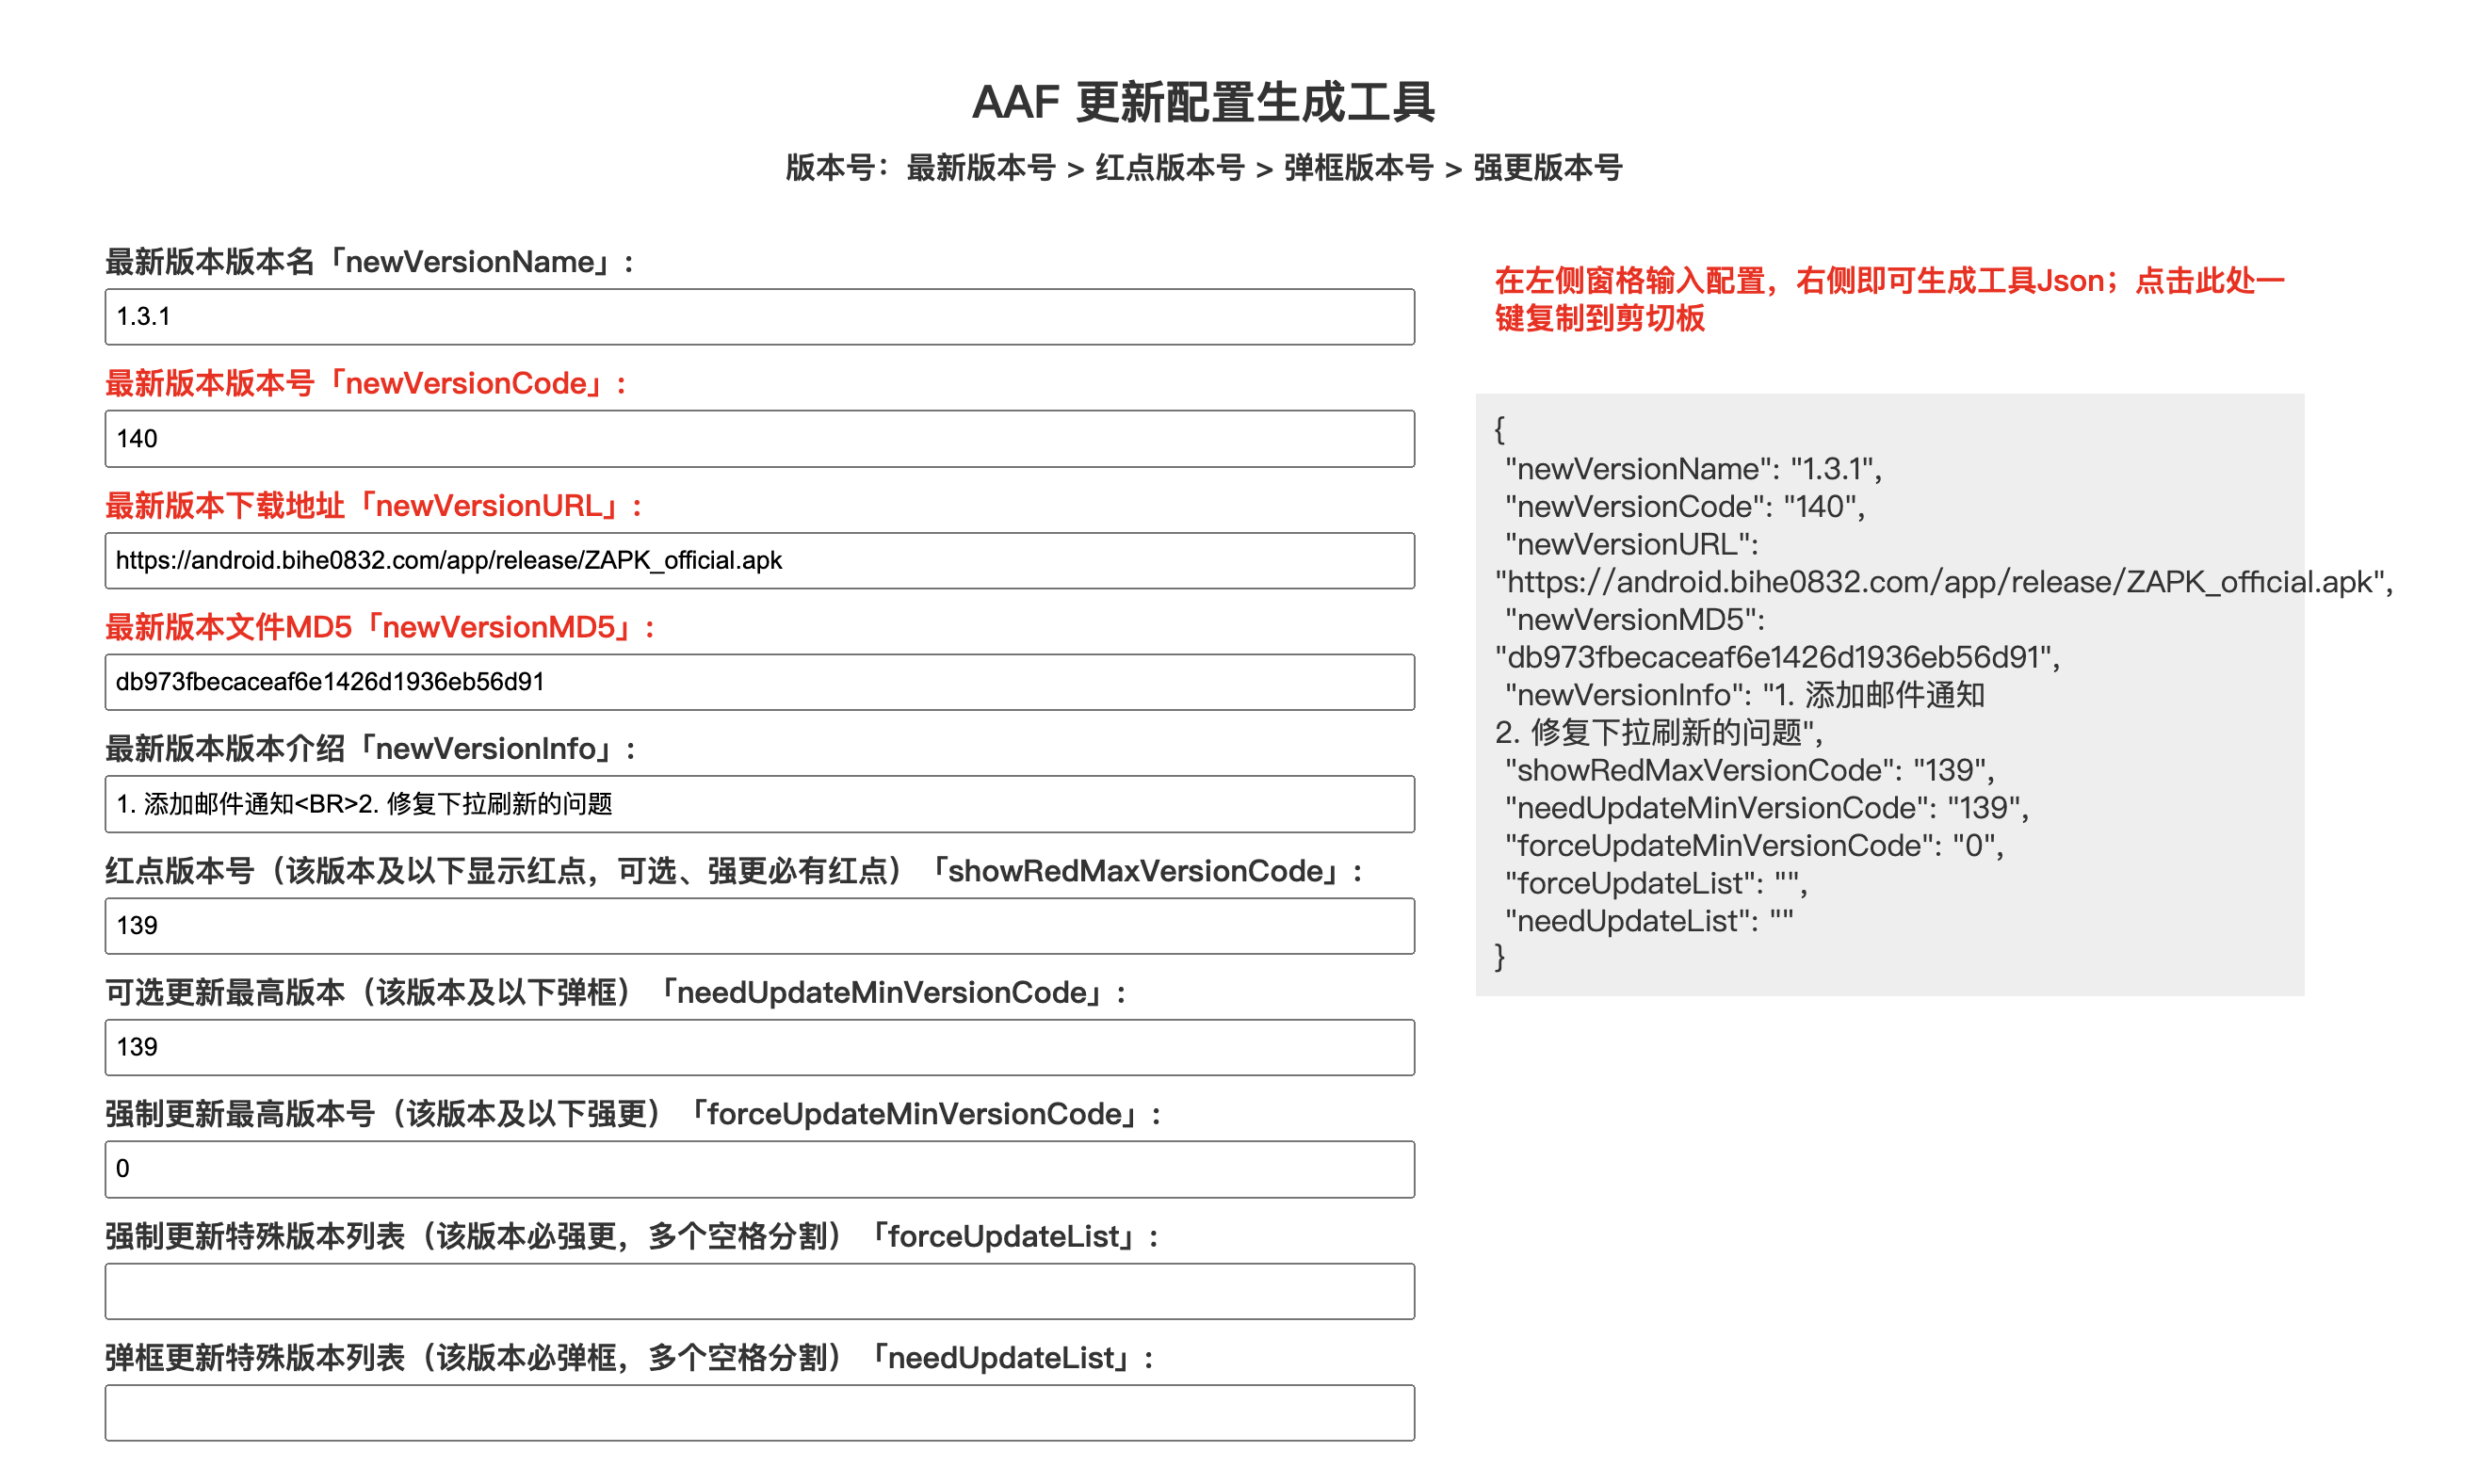 AAF 更新配置生成工具
版本号：最新版本号 > 红点版本号 > 弹框版本号 > 强更版本号
最新版本版本名「newVersionName」:
1.3.1
最新版本版本号「newVersionCode」:
140
最新版本下载地址「newVersionURL」:
https://android.bihe0832.com/app/release/ZAPK_official.apk
最新版本文件MD5「newVersionMD5」:
db973fbecaceaf6e1426d1936eb56d91
最新版本版本介绍「newVersionInfo」:
1. 添加邮件通知<BR>2. 修复下拉刷新的问题
红点版本号（该版本及以下显示红点，可选、强更必有红点）「showRedMaxVersionCode」:
139
可选更新最高版本（该版本及以下弹框）「needUpdateMinVersionCode」:
139
强制更新最高版本号（该版本及以下强更）「forceUpdateMinVersionCode」:
0
强制更新特殊版本列表（该版本必强更，多个空格分割）「forceUpdateList」:
弹框更新特殊版本列表（该版本必弹框，多个空格分割）「needUpdateList」:
在左侧窗格输入配置，右侧即可生成工具Json；点击此处一
键复制到剪切板
{
"newVersionName": "1.3.1",
"newVersionCode": "140",
"newVersionURL":
"https://android.bihe0832.com/app/release/ZAPK_official.apk",
"newVersionMD5":
"db973fbecaceaf6e1426d1936eb56d91",
"newVersionInfo": "1. 添加邮件通知
2. 修复下拉刷新的问题",
"showRedMaxVersionCode": "139",
"needUpdateMinVersionCode": "139",
"forceUpdateMinVersionCode": "0",
"forceUpdateList": "",
"needUpdateList": ""
}